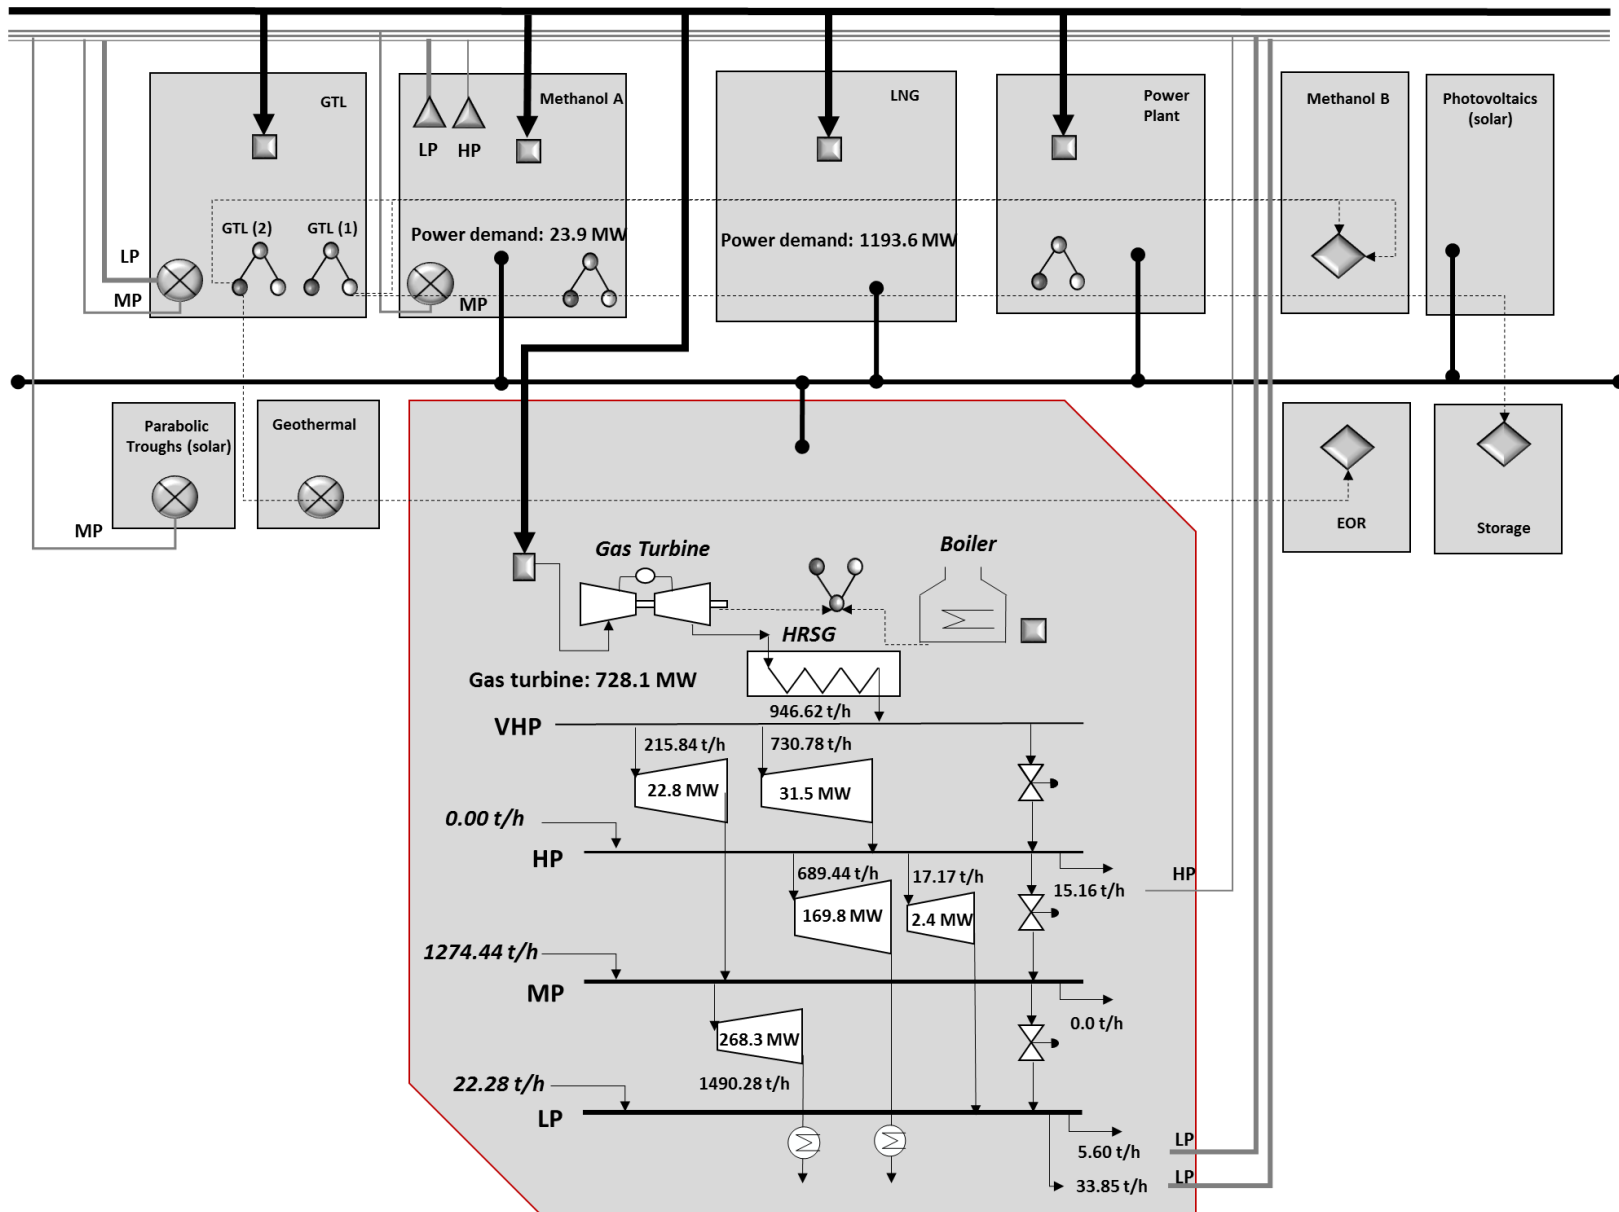 GTL
Methanol A
LNG
Power
Plant
Methanol B
Photovoltaics
(solar)
LP
HP
GTL (2)
GTL (1)
Power demand: 23.9 MW
Power demand: 1193.6 MW
LP
MP
MP
Parabolic
Troughs (solar)
Geothermal
MP
EOR
Storage
Gas Turbine
Boiler
HRSG
Gas turbine: 728.1 MW
946.62 t/h
VHP
215.84 t/h
730.78 t/h
22.8 MW
31.5 MW
0.00 t/h
HP
689.44 t/h
17.17 t/h
15.16 t/h
HP
169.8 MW
2.4 MW
1274.44 t/h
MP
0.0 t/h
268.3 MW
1490.28 t/h
22.28 t/h
LP
5.60 t/h
LP
33.85 t/h
LP